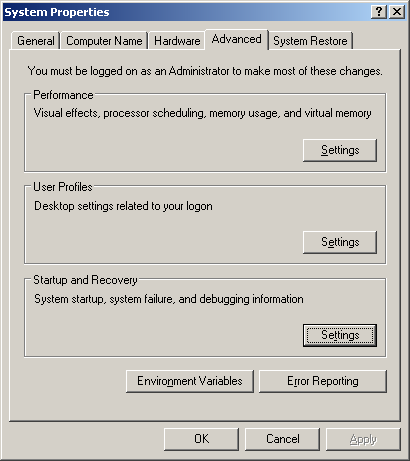 System Properties
General Computer Name Hardware Advanced System Restore
You must be logged on as an Administrator to make most of these changes.
Performance
Visual effects, processor scheduling, memory usage, and virtual memory
Settings
User Profiles
Desktop settings related to your logon
Settings
Startup and Recovery
System startup, system failure, and debugging information
Settings
Environment Variables Error Reporting
OK Cancel Apply